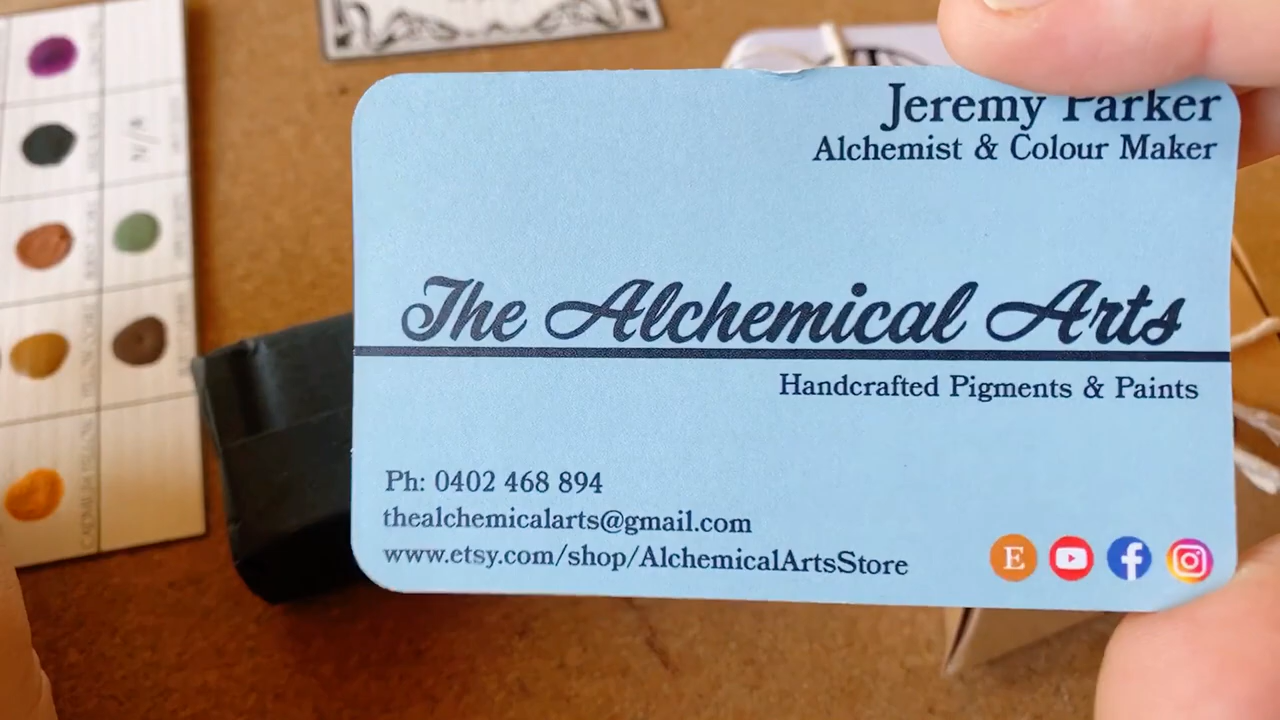 Jeremy Parker
Alchemist & Colour Maker
The Alchemical Arts
Handcrafted Pigments & Paints
Ph: 0402 468 894
thealchemicalarts@gmail.com
www.etsy.com/shop/AlchemicalArtsStore
E
N/A